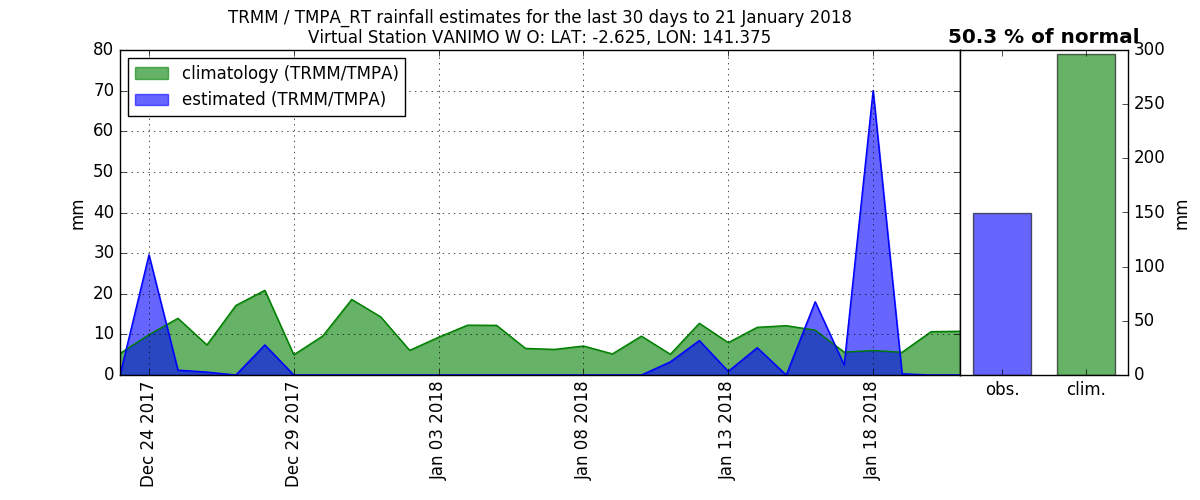 TRMM / TMPA_RT rainfall estimates for the last 30 days to 21 January 2018
Virtual Station VANIMO W O: LAT: -2.625, LON: 141.375
50.3 % of normal
climatology (TRMM/TMPA)
estimated (TRMM/TMPA)
mm
80
70
60
50
40
30
20
10
0
Dec 24 2017
Dec 29 2017
Jan 03 2018
Jan 08 2018
Jan 13 2018
Jan 18 2018
obs.
clim.
300
250
200
150
100
50
0
mm